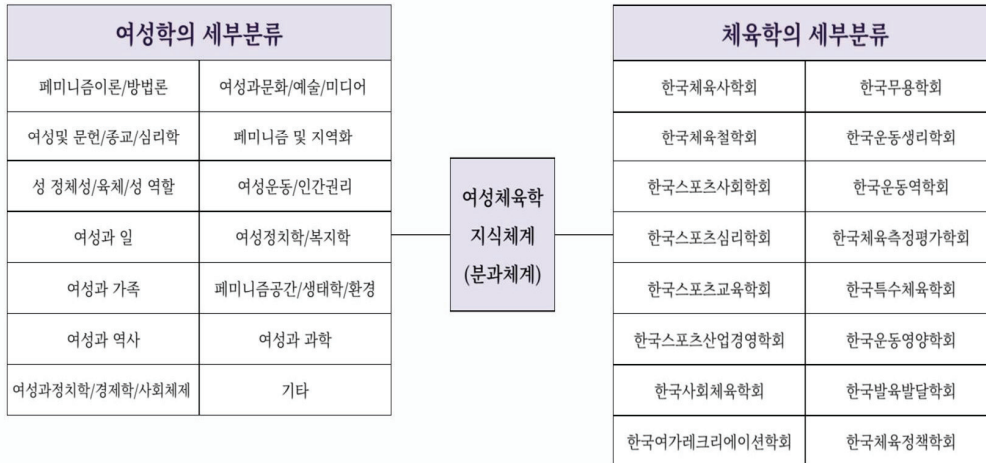 여성학의 세부분류
페미니즘이론/방법론 여성과문화/예술/미디어
여성및 문헌/종교/심리학 페미니즘 및 지역화
성 정체성/육체/성 역할 여성운동/인간권리
여성과 일 여성정치학/복지학
여성과 가족 페미니즘공간/생태학/환경
여성과 역사 여성과 과학
여성과정치학/경제학/사회체제 기타
여성체육학
지식체계
(분과체계)
체육학의 세부분류
한국체육사학회 한국무용학회
한국체육철학회 한국운동생리학회
한국스포츠사회학회 한국운동역학회
한국스포츠심리학회 한국체육측정평가학회
한국스포츠교육학회 한국특수체육학회
한국스포츠산업경영학회 한국운동영양학회
한국사회체육학회 한국발육발달학회
한국여가레크리에이션학회 한국체육정책학회